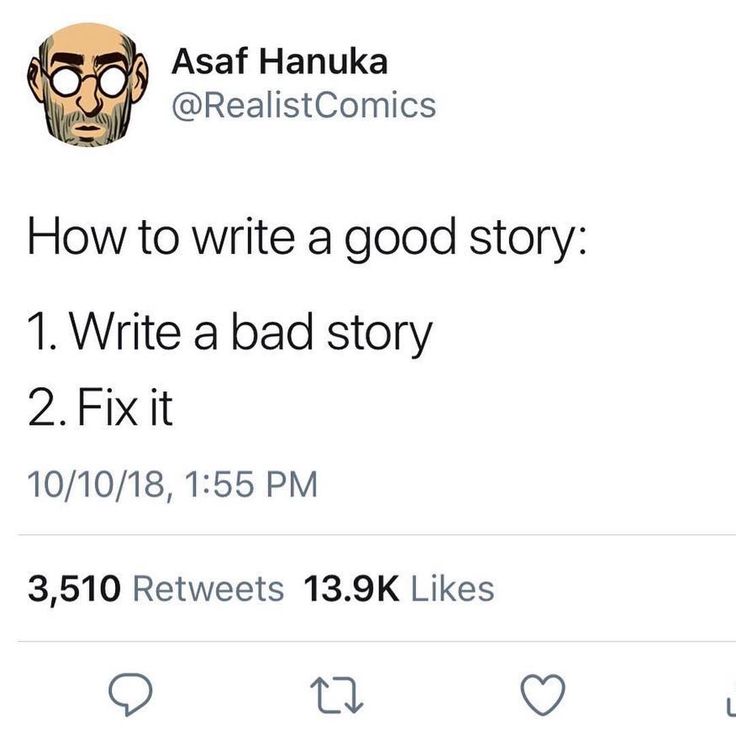 Asaf Hanuka
@RealistComics
How to write a good story:
1. Write a bad story
2. Fix it
10/10/18, 1:55 PM
3,510 Retweets 13.9K Likes